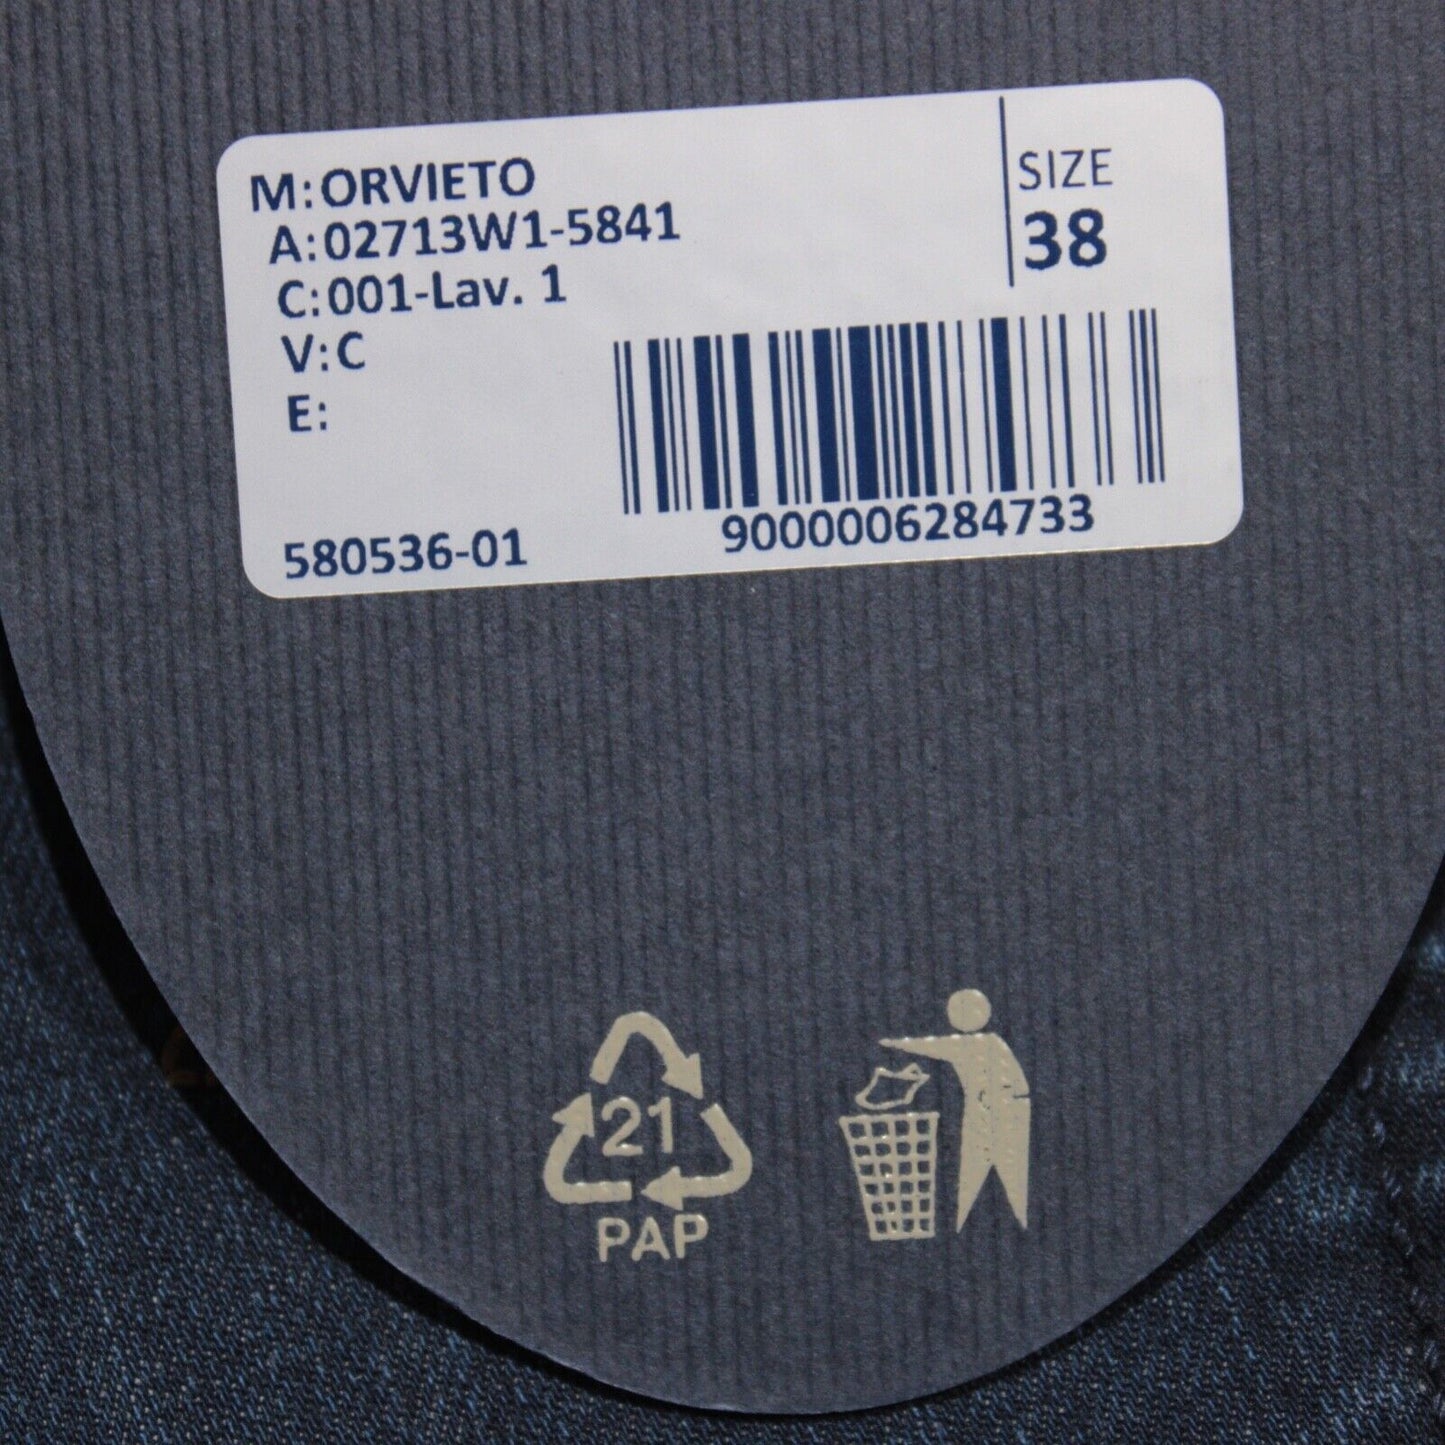 M:ORVIETO
A:02713W1-5841
C:001-Lav. 1
V:C
E:
SIZE
38
580536-01
9000006284733
21
PAP